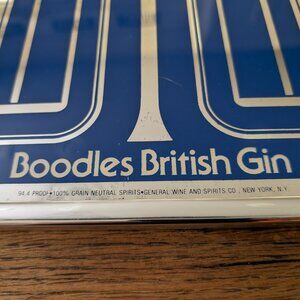 Boodles British Gin
94.4 PROOF•100% GRAIN NEUTRAL SPIRITS•GENERAL WINE AND SPIRITS CO., NEW YORK, N.Y.